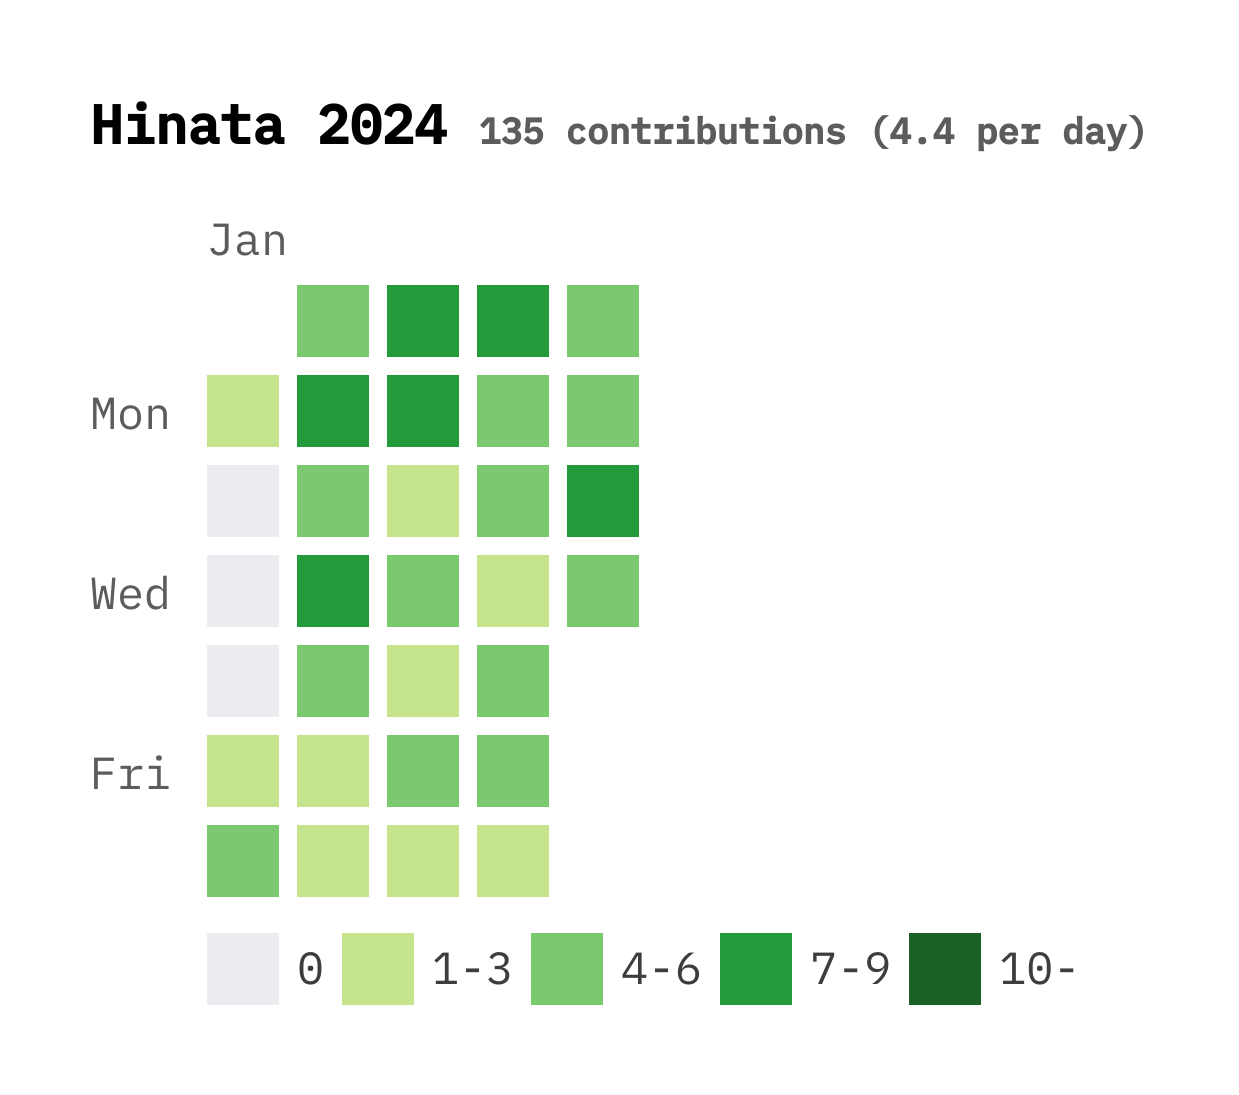 Hinata 2024 135 contributions (4.4 per day)
Jan
Mon
Wed
Fri
0 1-3 4-6 7-9 10-